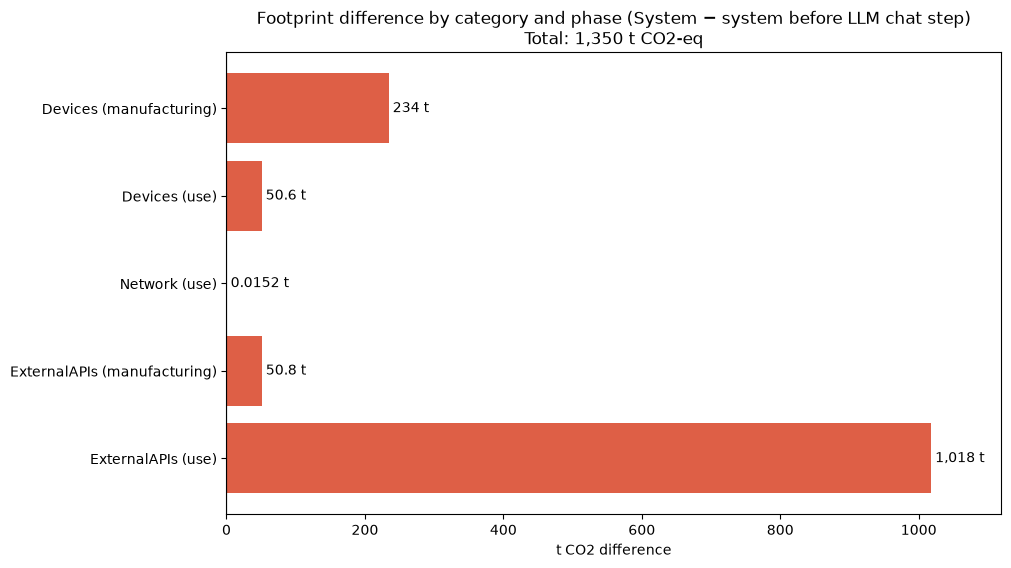 Footprint difference by category and phase (System − system before LLM chat step)
Total: 1,350 t CO2-eq
Devices (manufacturing)
234 t
Devices (use)
50.6 t
Network (use)
0.0152 t
ExternalAPIs (manufacturing)
50.8 t
ExternalAPIs (use)
1,018 t
0
200
400
600
800
1000
t CO2 difference